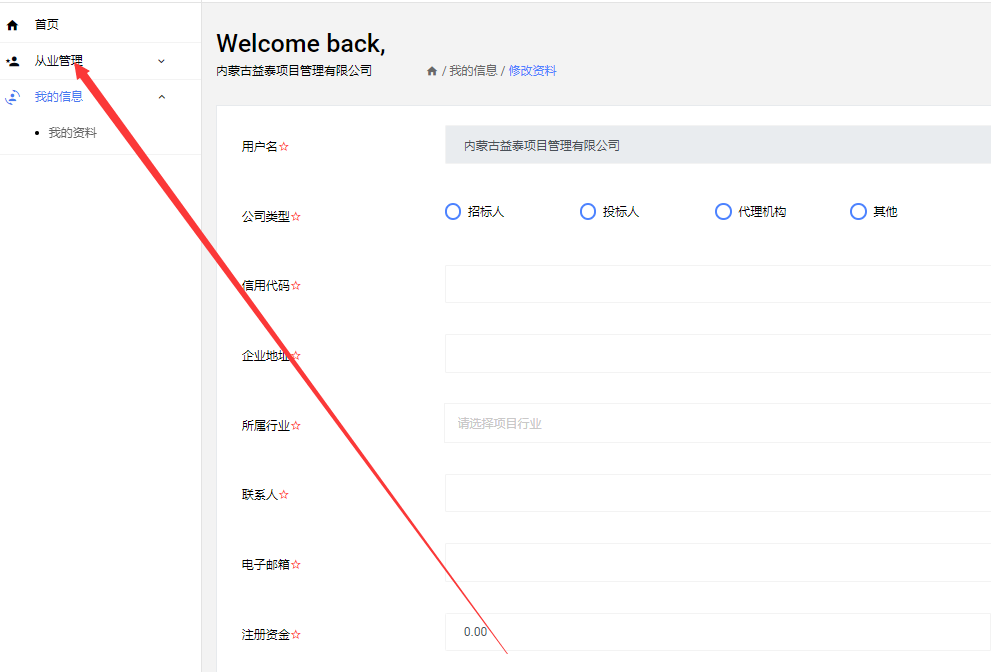 首页
从业管理
我的信息
我的资料
Welcome back,
内蒙古益泰项目管理有限公司
/ 我的信息 / 修改资料
用户名☆
内蒙古益泰项目管理有限公司
公司类型☆
招标人 投标人 代理机构 其他
信用代码☆
企业地址☆
所属行业☆
请选择项目行业
联系人☆
电子邮箱☆
注册资金☆
0.00